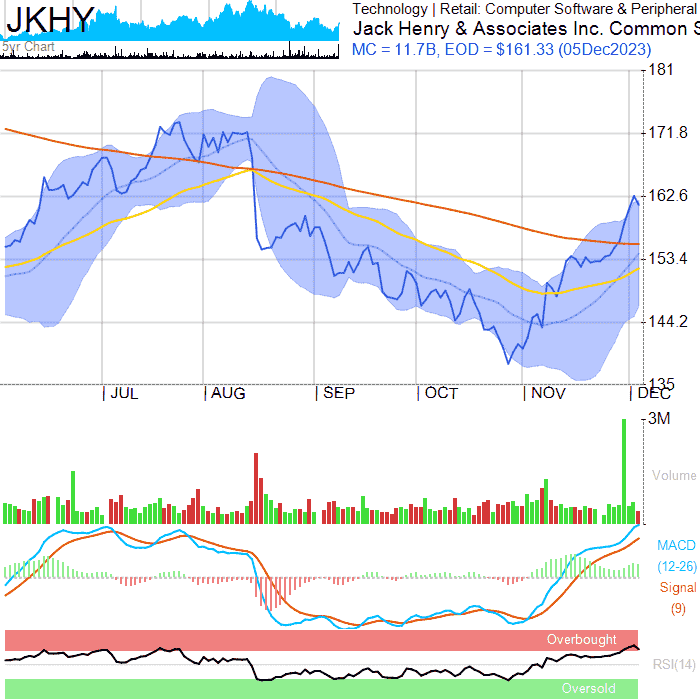 JKHY
5yr Chart
Technology | Retail: Computer Software & Peripheral
Jack Henry & Associates Inc. Common S
MC = 11.7B, EOD = $161.33 (05Dec2023)
181
171.8
162.6
153.4
144.2
135
JUL AUG SEP OCT NOV DEC
3M
Volume
MACD
(12-26)
Signal
(9)
Overbought
RSI(14)
Oversold